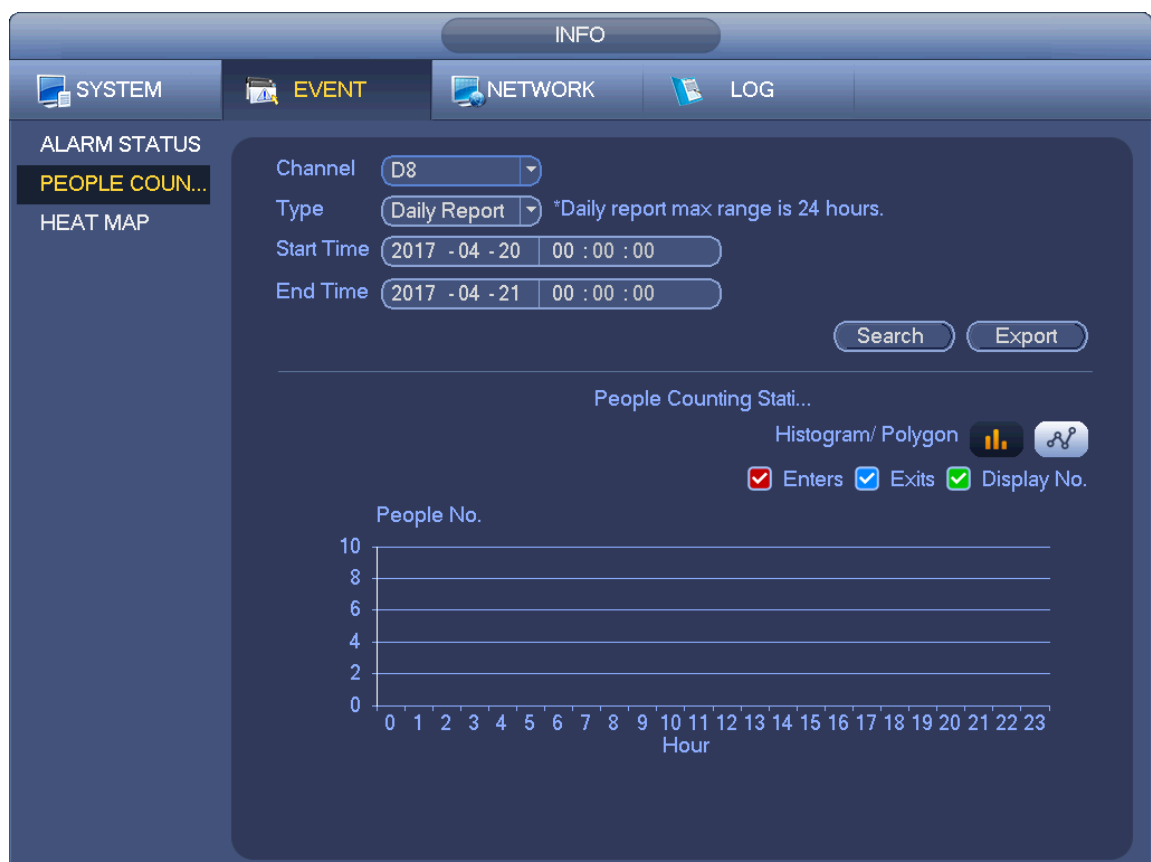 INFO
SYSTEM EVENT NETWORK LOG
ALARM STATUS
PEOPLE COUN...
HEAT MAP
Channel D8
Type Daily Report *Daily report max range is 24 hours.
Start Time 2017 - 04 - 20 00 : 00 : 00
End Time 2017 - 04 - 21 00 : 00 : 00
Search Export
People Counting Stati...
Histogram/ Polygon
Enters Exits Display No.
People No.
10
8
6
4
2
0
0 1 2 3 4 5 6 7 8 9 10 11 12 13 14 15 16 17 18 19 20 21 22 23
Hour